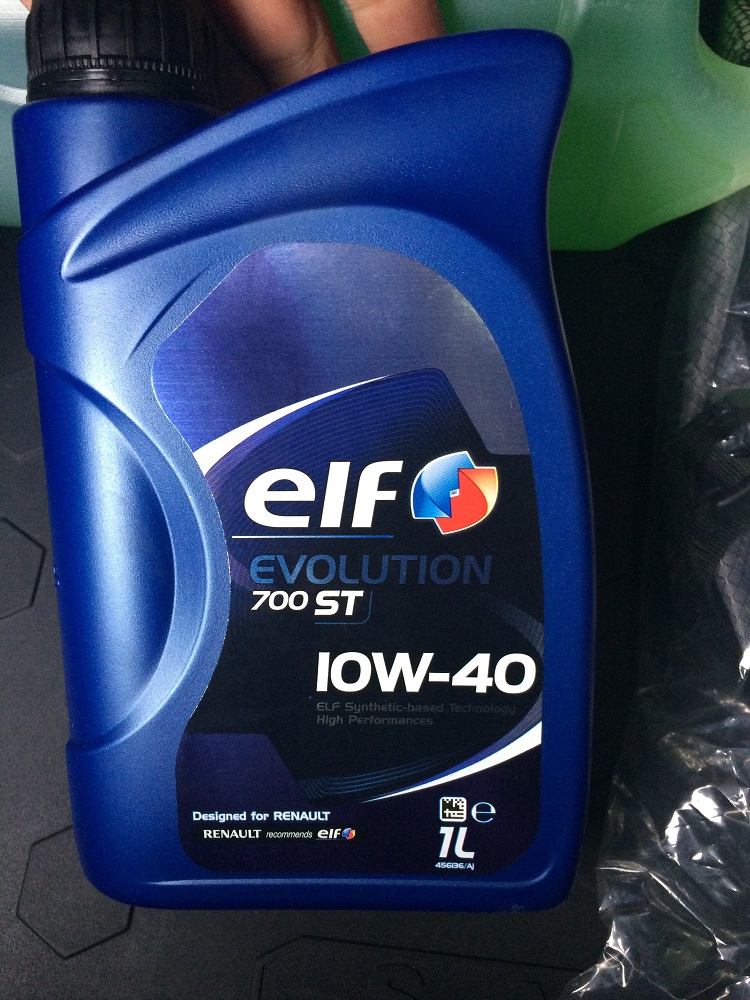 elf
EVOLUTION
700 ST
10W-40
ELF Synthetic-based Technology
High Performances
Designed for RENAULT
RENAULT recommends elf
e
1L
456136/AJ